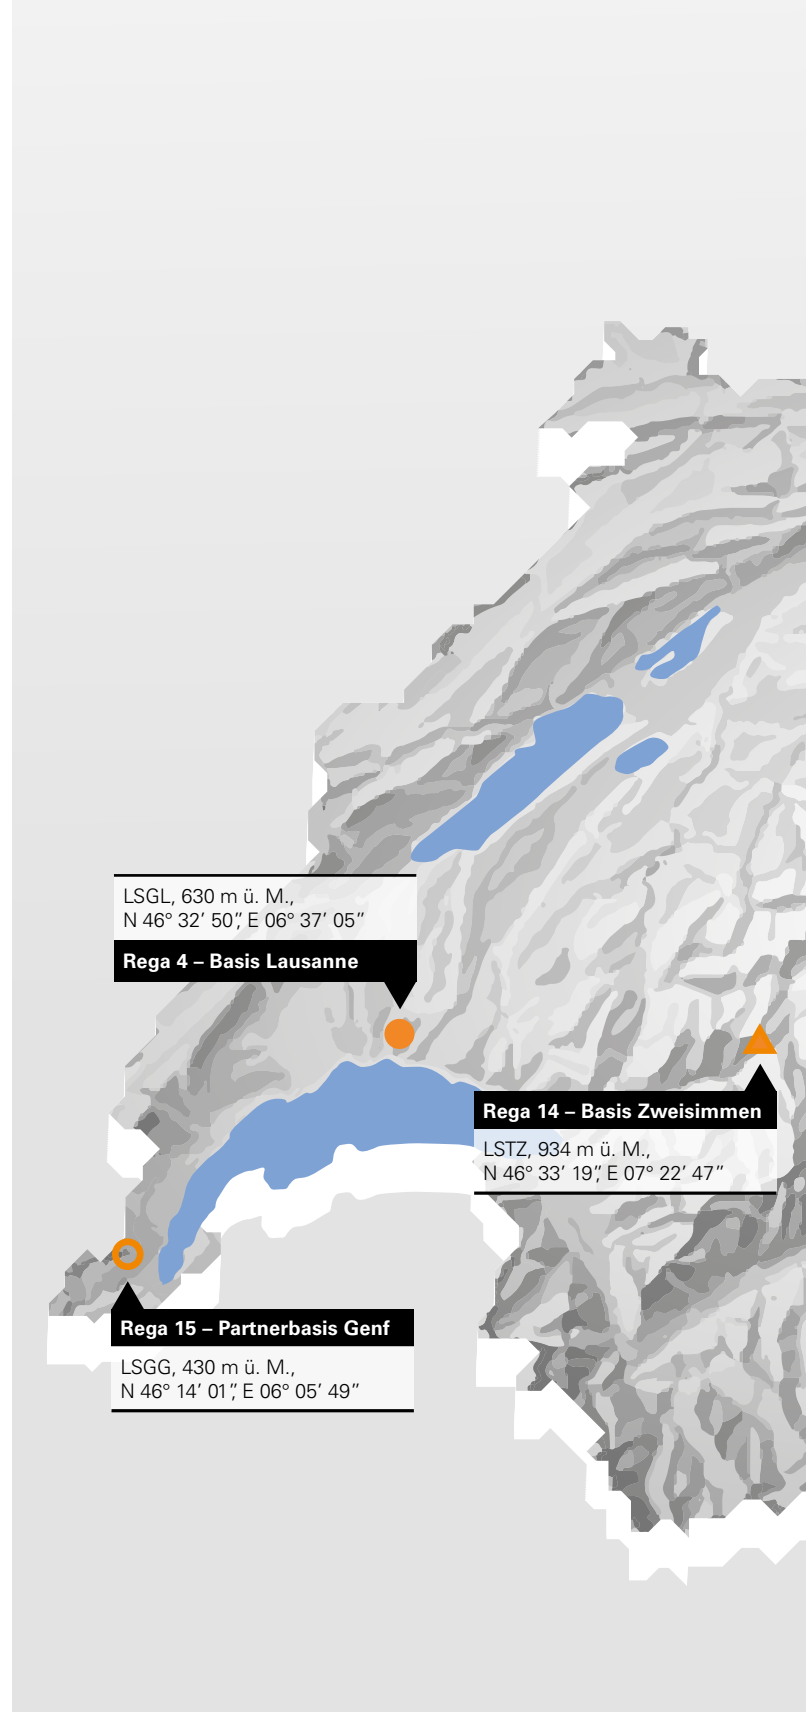 LSGL, 630 m ü. M.,
N 46° 32’ 50”, E 06° 37’ 05”
Rega 4 – Basis Lausanne
Rega 14 – Basis Zweisimmen
LSTZ, 934 m ü. M.,
N 46° 33’ 19”, E 07° 22’ 47”
Rega 15 – Partnerbasis Genf
LSGG, 430 m ü. M.,
N 46° 14’ 01”, E 06° 05’ 49”